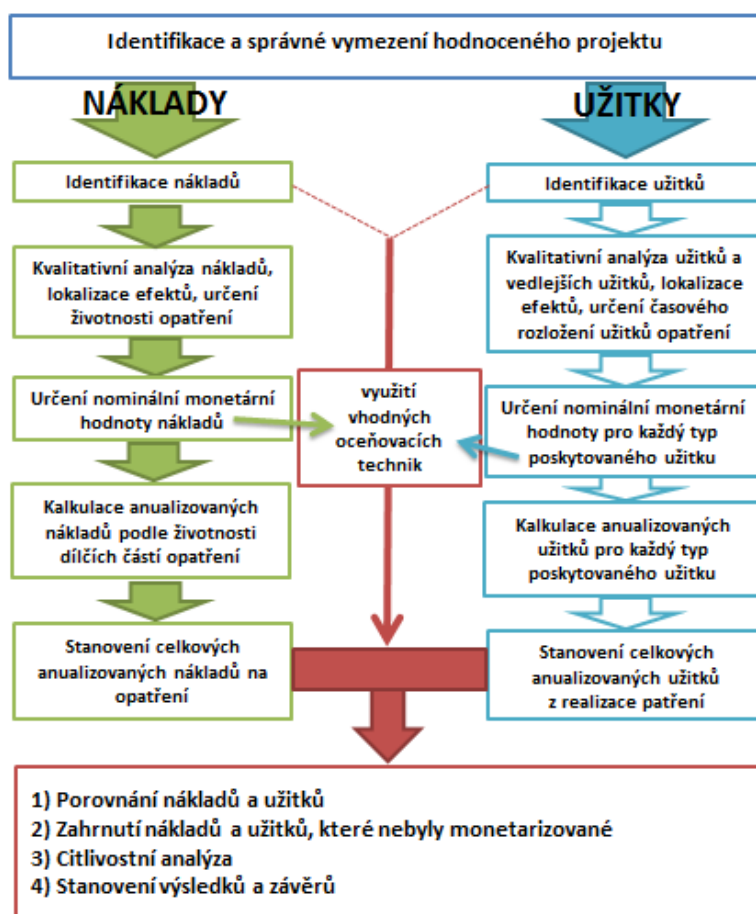 Identifikace a správné vymezení hodnoceného projektu
NÁKLADY
UŽITKY
Identifikace nákladů
Identifikace užitků
Kvalitativní analýza nákladů,
lokalizace efektů, určení
životnosti opatření
Kvalitativní analýza užitků a
vedlejších užitků, lokalizace
efektů, určení časového
rozložení užitků opatření
Určení nominální monetární
hodnoty nákladů
využití
vhodných
oceňovacích
technik
Určení nominální monetární
hodnoty pro každý typ
poskytovaného užitku
Kalkulace anualizovaných
nákladů podle životnosti
dílčích částí opatření
Kalkulace anualizovaných
užitků pro každý typ
poskytovaného užitku
Stanovení celkových
anualizovaných nákladů na
opatření
Stanovení celkových
anualizovaných užitků
z realizace patření
1) Porovnání nákladů a užitků
2) Zahrnutí nákladů a užitků, které nebyly monetarizované
3) Citlivostní analýza
4) Stanovení výsledků a závěrů